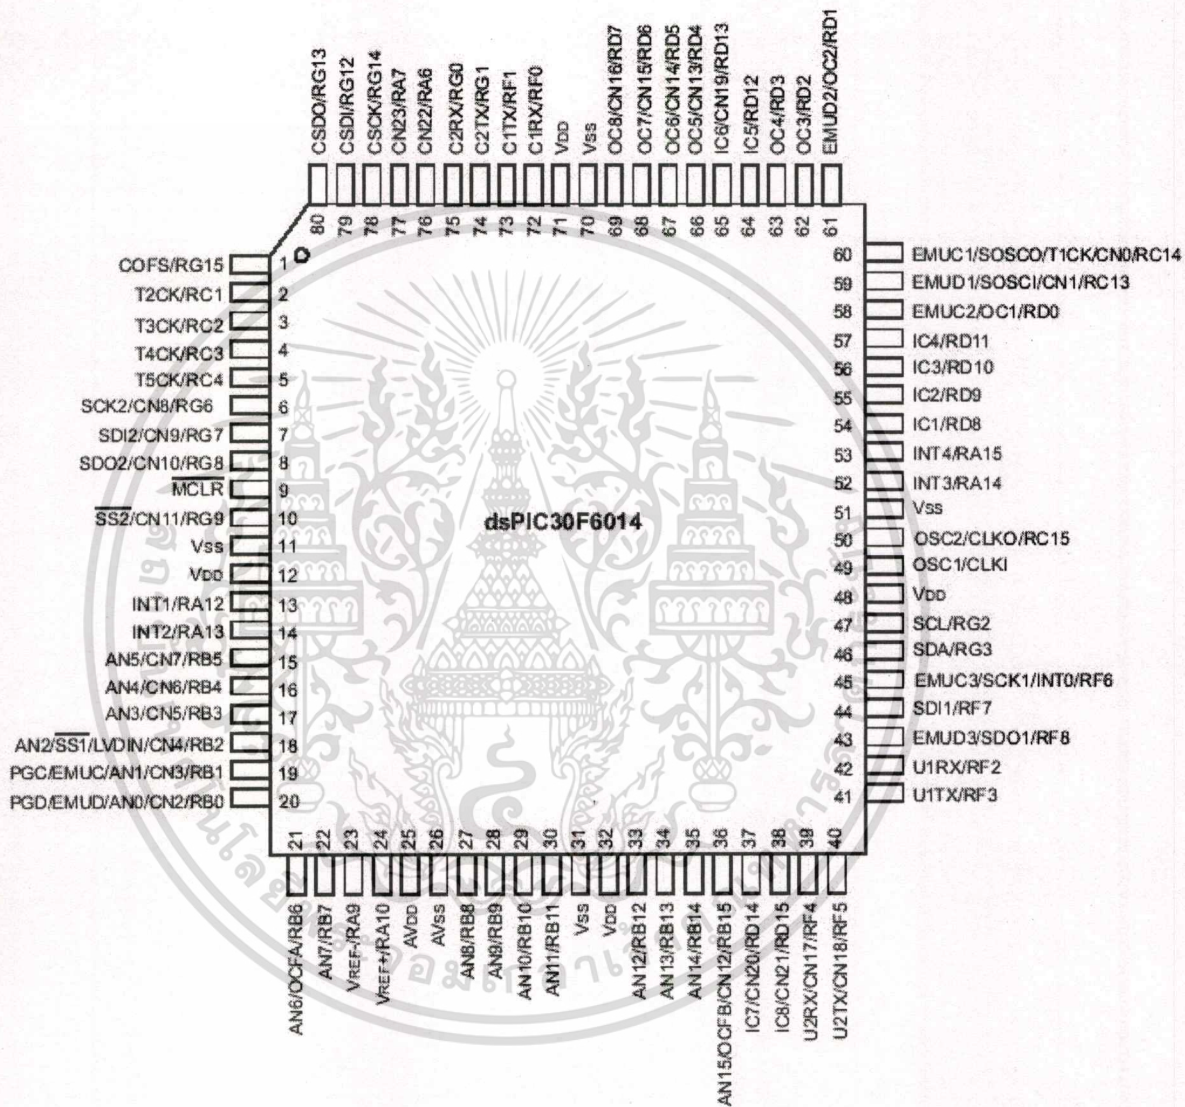 CSDO/RG13
CSDI/RG12
CSCK/RG14
CN23/RA7
CN22/RA6
C2RX/RG0
C2TX/RG1
C1TX/RF1
C1RX/RF0
VDD
VSS
OC8/CN16/RD7
OC7/CN15/RD6
OC6/CN14/RD5
OC5/CN13/RD4
IC6/CN19/RD13
IC5/RD12
OC4/RD3
OC3/RD2
EMUD2/OC2/RD1
80 79 78 77 76 75 74 73 72 71 70 69 68 67 66 65 64 63 62 61
COFS/RG15 1
T2CK/RC1 2
T3CK/RC2 3
T4CK/RC3 4
T5CK/RC4 5
SCK2/CN8/RG6 6
SDI2/CN9/RG7 7
SDO2/CN10/RG8 8
MCLR 9
SS2/CN11/RG9 10
VSS 11
VDD 12
INT1/RA12 13
INT2/RA13 14
AN5/CN7/RB5 15
AN4/CN6/RB4 16
AN3/CN5/RB3 17
AN2/SS1/LVDIN/CN4/RB2 18
PGC/EMUC/AN1/CN3/RB1 19
PGD/EMUD/AN0/CN2/RB0 20
dsPIC30F6014
60 EMUC1/SOSCO/T1CK/CN0/RC14
59 EMUD1/SOSCI/CN1/RC13
58 EMUC2/OC1/RD0
57 IC4/RD11
56 IC3/RD10
55 IC2/RD9
54 IC1/RD8
53 INT4/RA15
52 INT3/RA14
51 VSS
50 OSC2/CLKO/RC15
49 OSC1/CLKI
48 VDD
47 SCL/RG2
46 SDA/RG3
45 EMUC3/SCK1/INT0/RF6
44 SDI1/RF7
43 EMUD3/SDO1/RF8
42 U1RX/RF2
41 U1TX/RF3
21 22 23 24 25 26 27 28 29 30 31 32 33 34 35 36 37 38 39 40
AN6/OCFA/RB6
AN7/RB7
VREF-/RA9
VREF+/RA10
AVDD
AVSS
AN8/RB8
AN9/RB9
AN10/RB10
AN11/RB11
VSS
VDD
AN12/RB12
AN13/RB13
AN14/RB14
AN15/OCFB/CN12/RB15
IC7/CN20/RD14
IC8/CN21/RD15
U2RX/CN17/RF4
U2TX/CN18/RF5